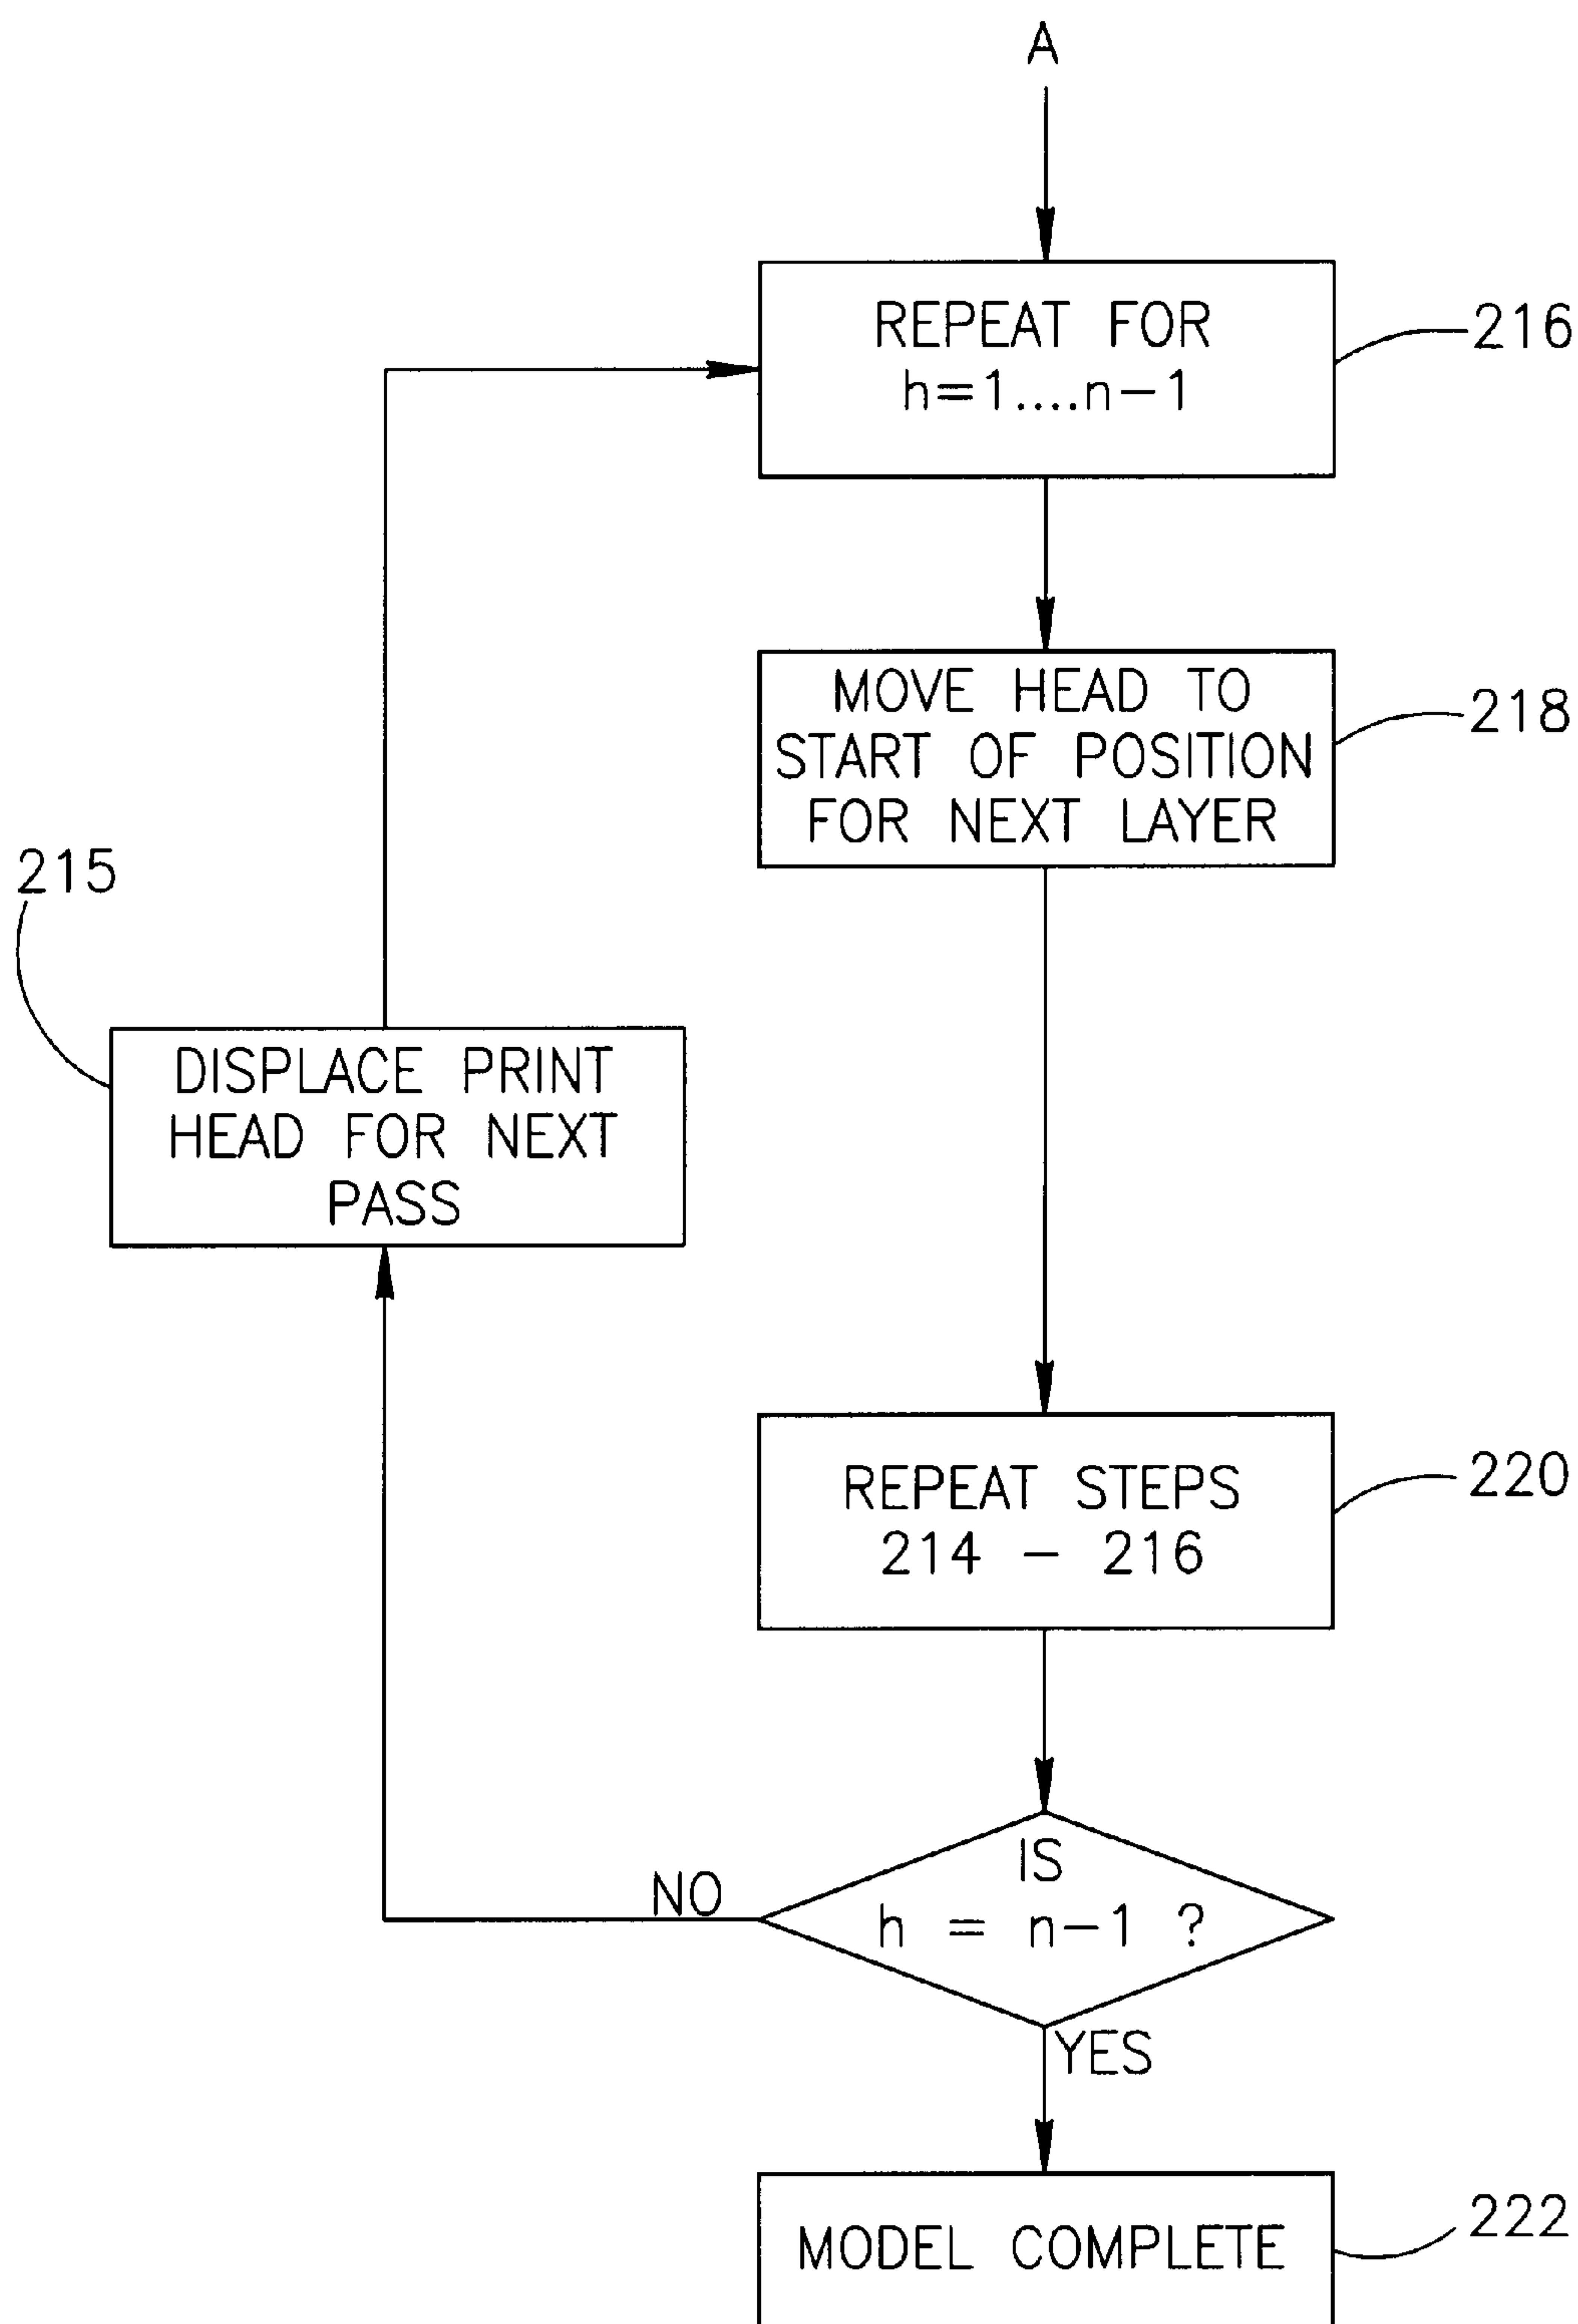 A
REPEAT FOR
h=1....n-1
216
MOVE HEAD TO
START OF POSITION
FOR NEXT LAYER
218
215
DISPLACE PRINT
HEAD FOR NEXT
PASS
REPEAT STEPS
214 - 216
220
IS
h = n-1 ?
NO
YES
MODEL COMPLETE
222